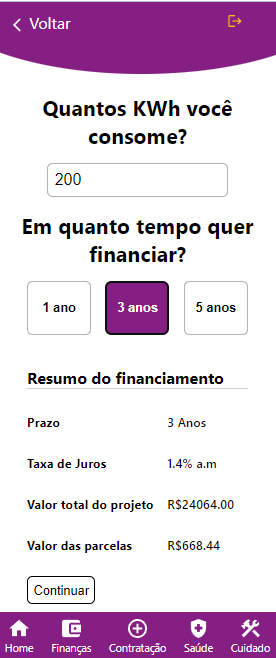 Voltar
Quantos KWh você
consome?
200
Em quanto tempo quer
financiar?
1 ano
3 anos
5 anos
Resumo do financiamento
Prazo 3 Anos
Taxa de Juros 1.4% a.m
Valor total do projeto R$24064.00
Valor das parcelas R$668.44
Continuar
Home Finanças Contratação Saúde Cuidado